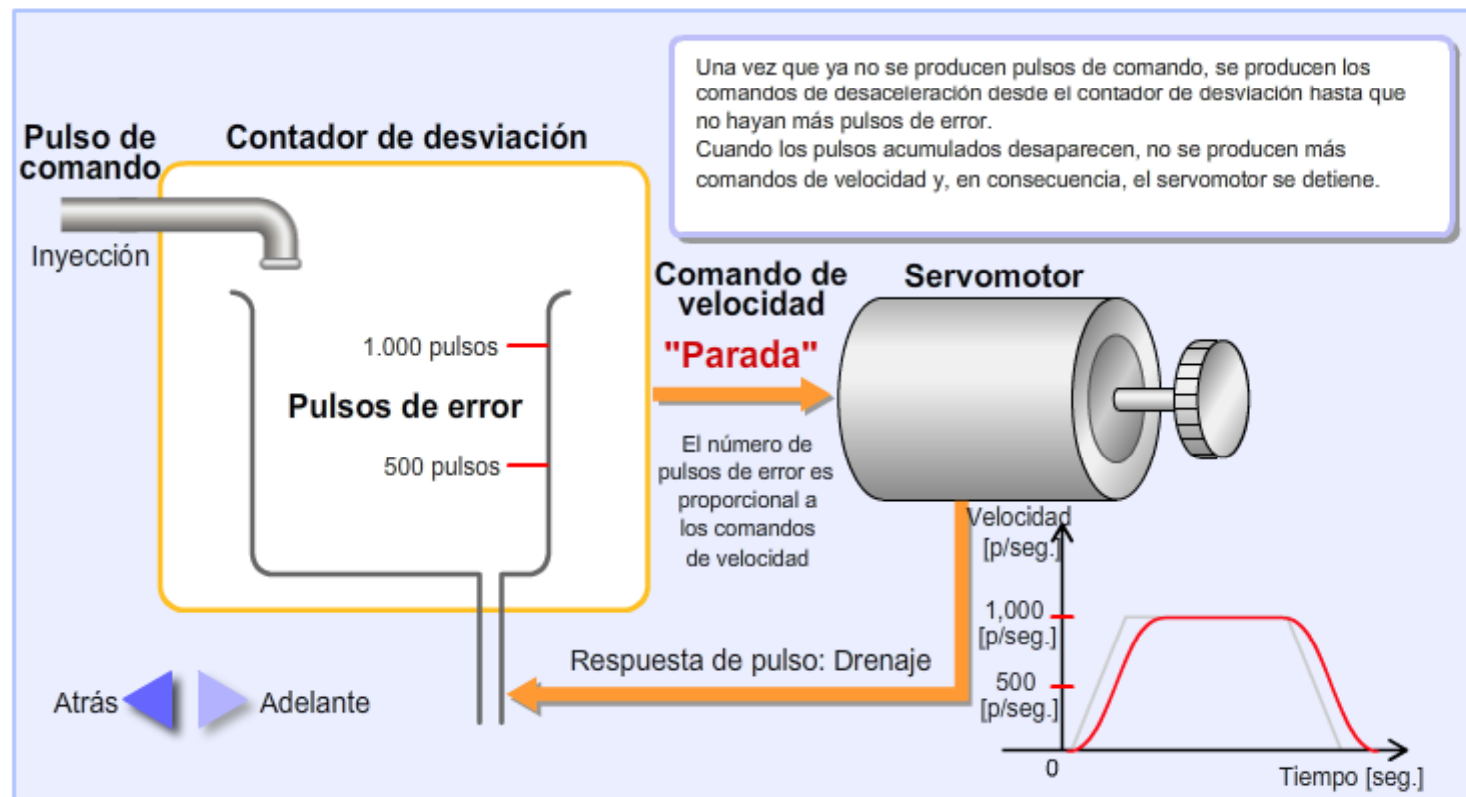 Una vez que ya no se producen pulsos de comando, se producen los
comandos de desaceleración desde el contador de desviación hasta que
no hayan más pulsos de error.
Cuando los pulsos acumulados desaparecen, no se producen más
comandos de velocidad y, en consecuencia, el servomotor se detiene.
Pulso de
comando
Contador de desviación
Inyección
1.000 pulsos
Pulsos de error
500 pulsos
Comando de
velocidad
"Parada"
El número de
pulsos de error es
proporcional a
los comandos
de velocidad
Servomotor
Velocidad
[p/seg.]
1,000
[p/seg.]
500
[p/seg.]
0
Tiempo [seg.]
Respuesta de pulso: Drenaje
Atrás
Adelante